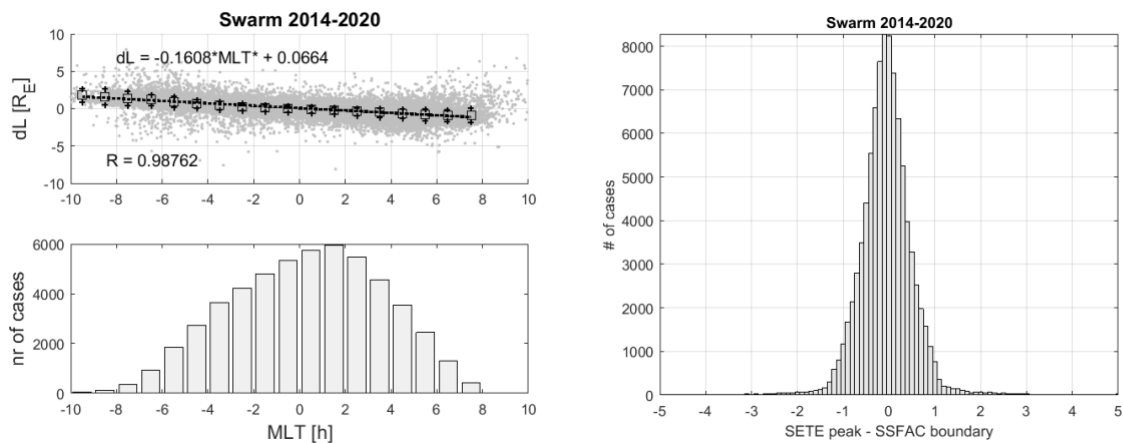 Swarm 2014-2020
10
5
0
-5
-10
dL [R_E]
dL = -0.1608*MLT* + 0.0664
R = 0.98762
-10 -8 -6 -4 -2 0 2 4 6 8 10
6000
4000
2000
0
nr of cases
-10 -8 -6 -4 -2 0 2 4 6 8 10
MLT [h]
Swarm 2014-2020
8000
7000
6000
5000
4000
3000
2000
1000
0
# of cases
-5 -4 -3 -2 -1 0 1 2 3 4 5
SETE peak - SSFAC boundary